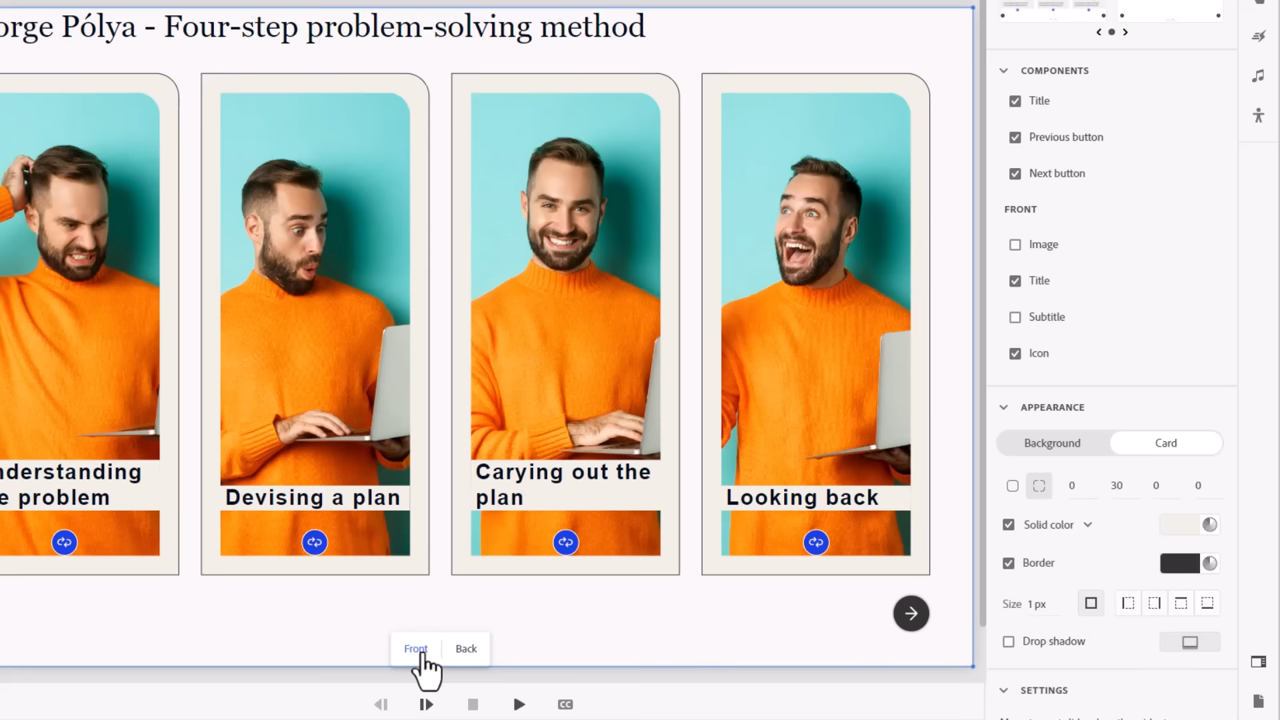 orge Pólya - Four-step problem-solving method
nderstanding
e problem
Devising a plan
Carying out the
plan
Looking back
Front
Back
CC
COMPONENTS
Title
Previous button
Next button
FRONT
Image
Title
Subtitle
Icon
APPEARANCE
Background
Card
0 30 0 0
Solid color
Border
Size 1 px
Drop shadow
SETTINGS